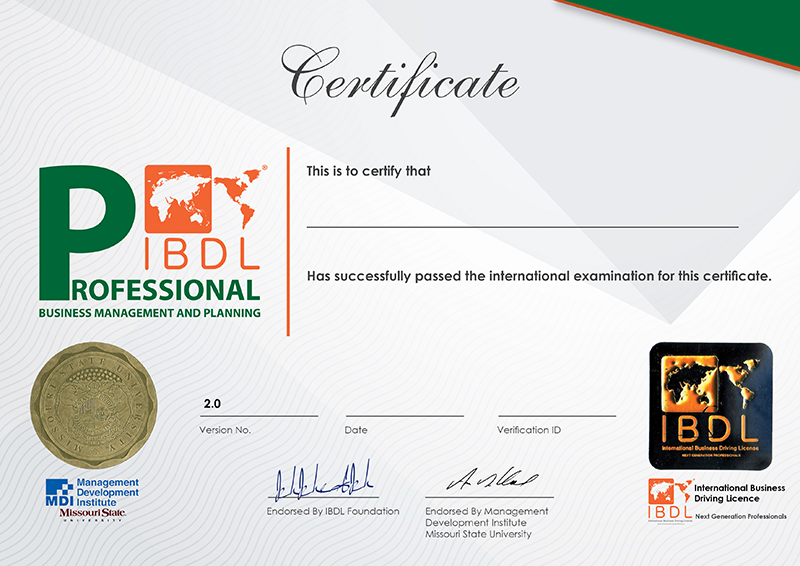 Certificate
This is to certify that
®
IBDL
PROFESSIONAL
BUSINESS MANAGEMENT AND PLANNING
Has successfully passed the international examination for this certificate.
MISSOURI STATE UNIVERSITY
2.0
Version No.
Date
Verification ID
IBDL
International Business Driving License
NEXT GENERATION PROFESSIONALS
MDI
Management
Development
Institute
Missouri State
UNIVERSITY
Endorsed By IBDL Foundation
Endorsed By Management
Development Institute
Missouri State University
IBDL
International Business
Driving Licence
Next Generation Professionals